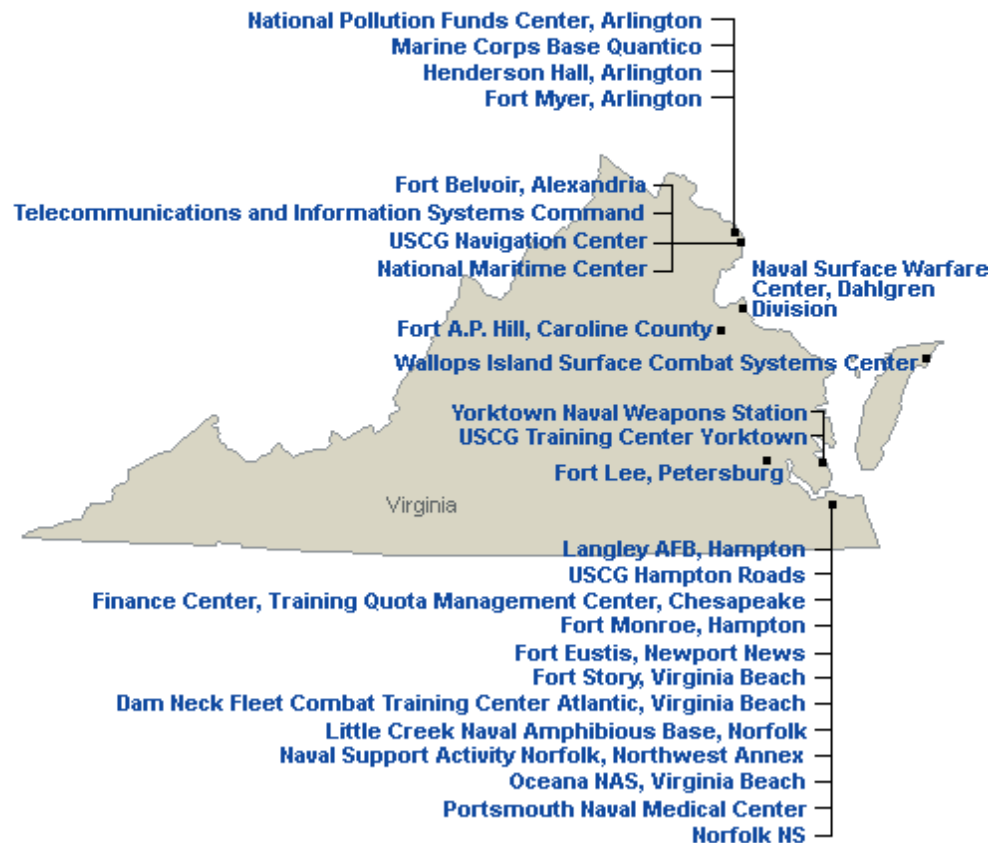 National Pollution Funds Center, Arlington
Marine Corps Base Quantico
Henderson Hall, Arlington
Fort Myer, Arlington
Fort Belvoir, Alexandria
Telecommunications and Information Systems Command
USCG Navigation Center
National Maritime Center
Naval Surface Warfare
Center, Dahlgren
Division
Fort A.P. Hill, Caroline County
Wallops Island Surface Combat Systems Center
Yorktown Naval Weapons Station
USCG Training Center Yorktown
Fort Lee, Petersburg
Virginia
Langley AFB, Hampton
USCG Hampton Roads
Finance Center, Training Quota Management Center, Chesapeake
Fort Monroe, Hampton
Fort Eustis, Newport News
Fort Story, Virginia Beach
Dam Neck Fleet Combat Training Center Atlantic, Virginia Beach
Little Creek Naval Amphibious Base, Norfolk
Naval Support Activity Norfolk, Northwest Annex
Oceana NAS, Virginia Beach
Portsmouth Naval Medical Center
Norfolk NS